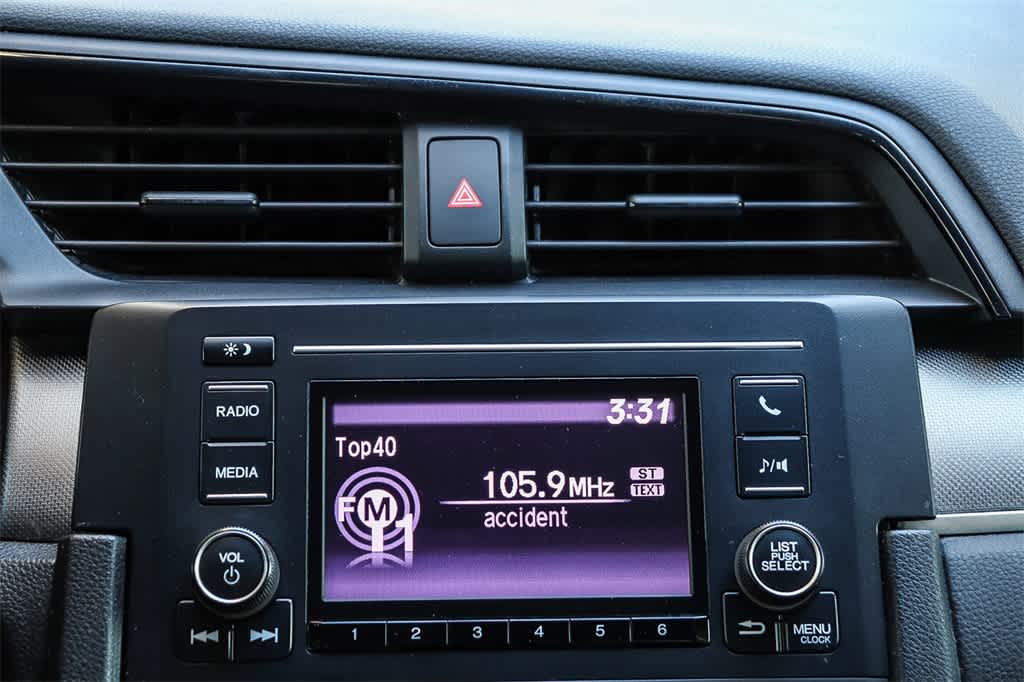 RADIO
MEDIA
VOL
3:31
Top40
105.9MHz
ST
TEXT
accident
FM1
1 2 3 4 5 6
LIST
PUSH
SELECT
MENU
CLOCK